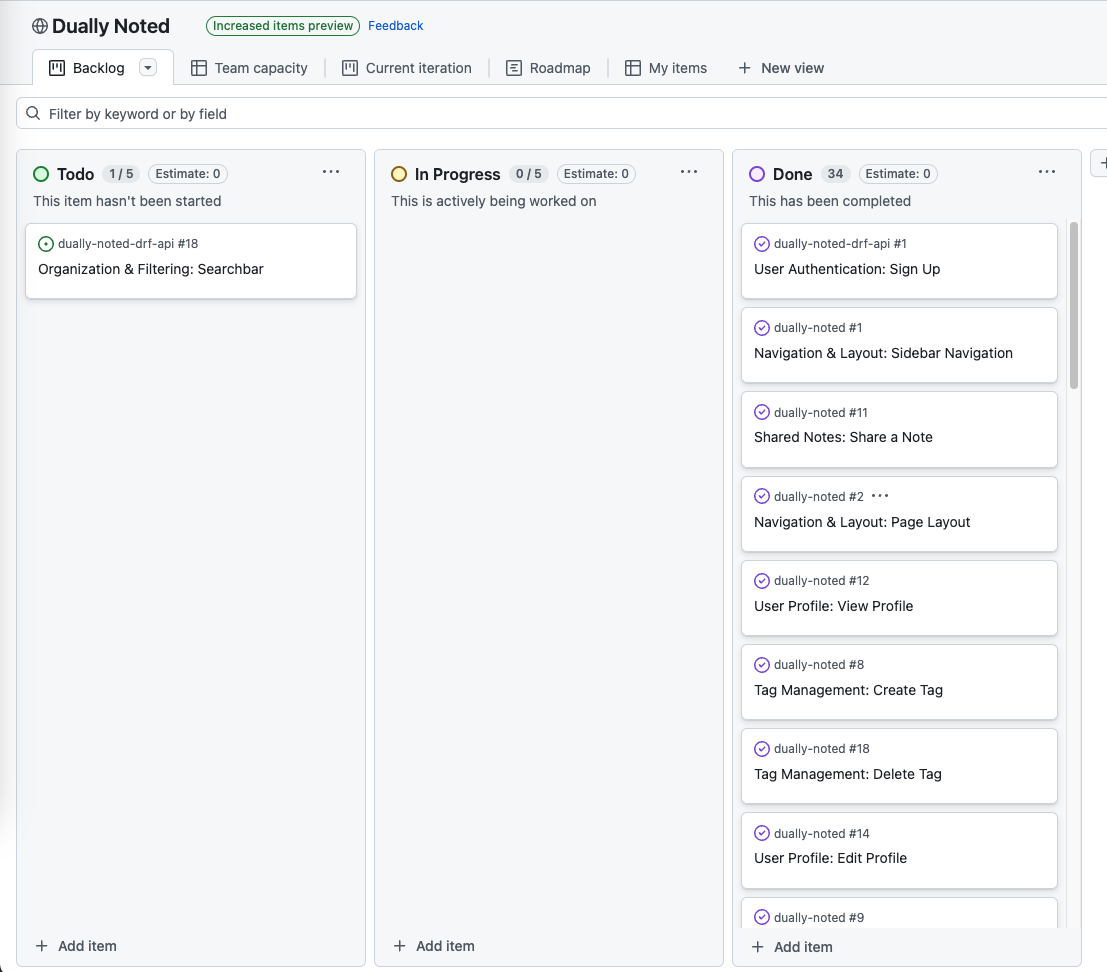 Dually Noted
Increased items preview
Feedback
Backlog
Team capacity
Current iteration
Roadmap
My items
New view
Filter by keyword or by field
Todo 1 / 5 Estimate: 0
This item hasn't been started
dually-noted-drf-api #18
Organization & Filtering: Searchbar
Add item
In Progress 0 / 5 Estimate: 0
This is actively being worked on
Add item
Done 34 Estimate: 0
This has been completed
dually-noted-drf-api #1
User Authentication: Sign Up
dually-noted #1
Navigation & Layout: Sidebar Navigation
dually-noted #11
Shared Notes: Share a Note
dually-noted #2
Navigation & Layout: Page Layout
dually-noted #12
User Profile: View Profile
dually-noted #8
Tag Management: Create Tag
dually-noted #18
Tag Management: Delete Tag
dually-noted #14
User Profile: Edit Profile
dually-noted #9
Add item